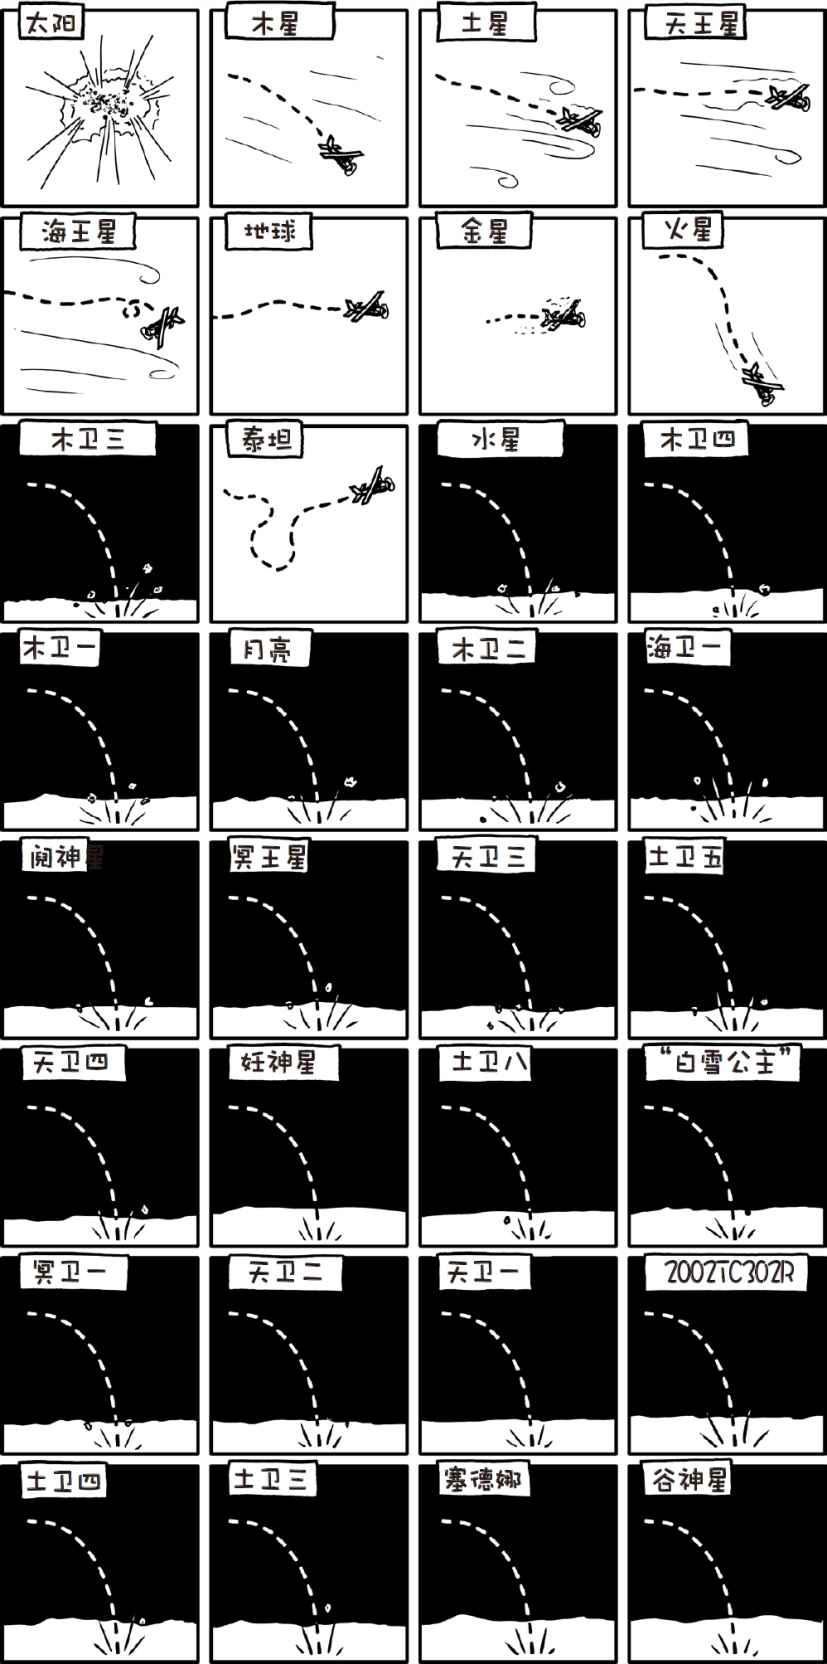 太阳
木星
土星
天王星
海王星
地球
金星
火星
木卫三
泰坦
水星
木卫四
木卫一
月亮
木卫二
海卫一
阋神星
冥王星
天卫三
土卫五
天卫四
妊神星
土卫八
“白雪公主”
冥卫一
天卫二
天卫一
2002TC302R
土卫四
土卫三
塞德娜
谷神星